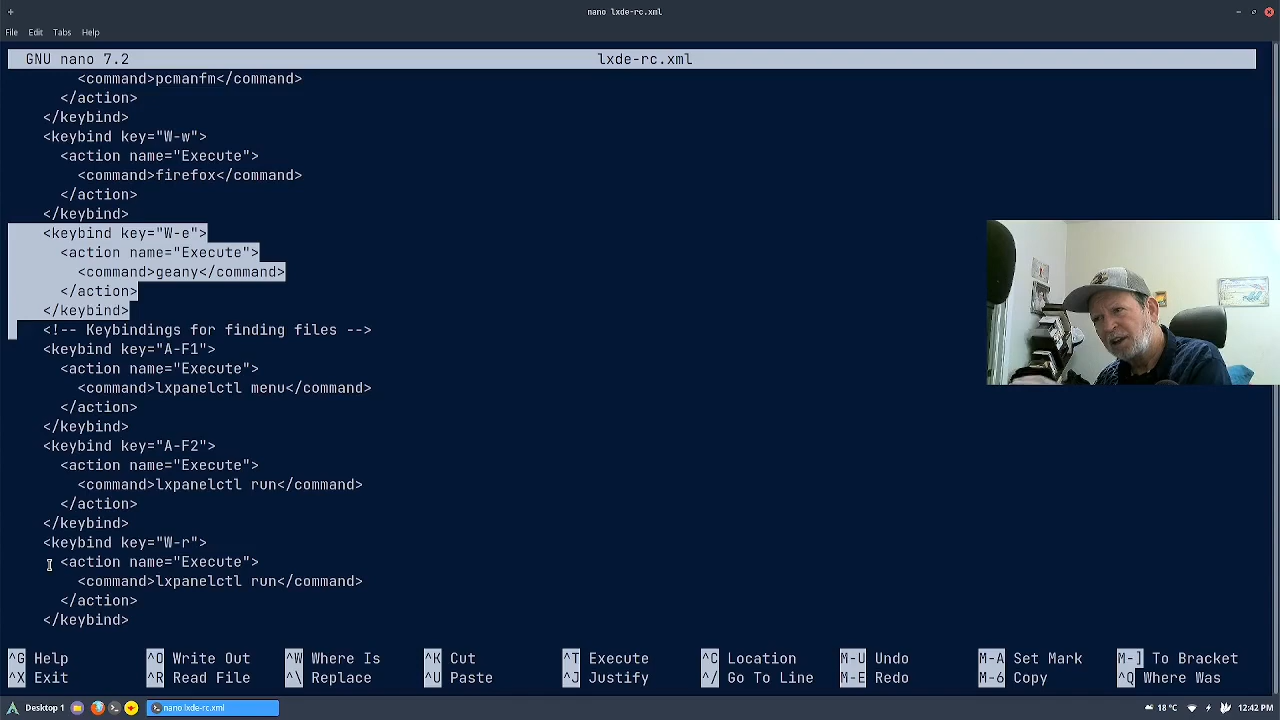 nano lxde-rc.xml
File Edit Tabs Help
GNU nano 7.2 lxde-rc.xml
<command>pcmanfm</command>
</action>
</keybind>
<keybind key="W-w">
<action name="Execute">
<command>firefox</command>
</action>
</keybind>
<keybind key="W-e">
<action name="Execute">
<command>geany</command>
</action>
</keybind>
<!-- Keybindings for finding files -->
<keybind key="A-F1">
<action name="Execute">
<command>lxpanelctl menu</command>
</action>
</keybind>
<keybind key="A-F2">
<action name="Execute">
<command>lxpanelctl run</command>
</action>
</keybind>
<keybind key="W-r">
<action name="Execute">
<command>lxpanelctl run</command>
</action>
</keybind>
^G Help ^O Write Out ^W Where Is ^K Cut ^T Execute ^C Location M-U Undo M-A Set Mark M-] To Bracket
^X Exit ^R Read File ^\ Replace ^U Paste ^J Justify ^/ Go To Line M-E Redo M-6 Copy ^Q Where Was
Desktop 1 nano lxde-rc.xml 18°C 12:42 PM